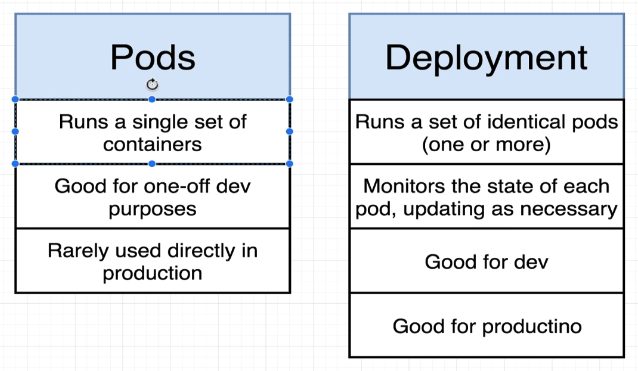 Pods
Runs a single set of
containers
Good for one-off dev
purposes
Rarely used directly in
production
Deployment
Runs a set of identical pods
(one or more)
Monitors the state of each
pod, updating as necessary
Good for dev
Good for productino